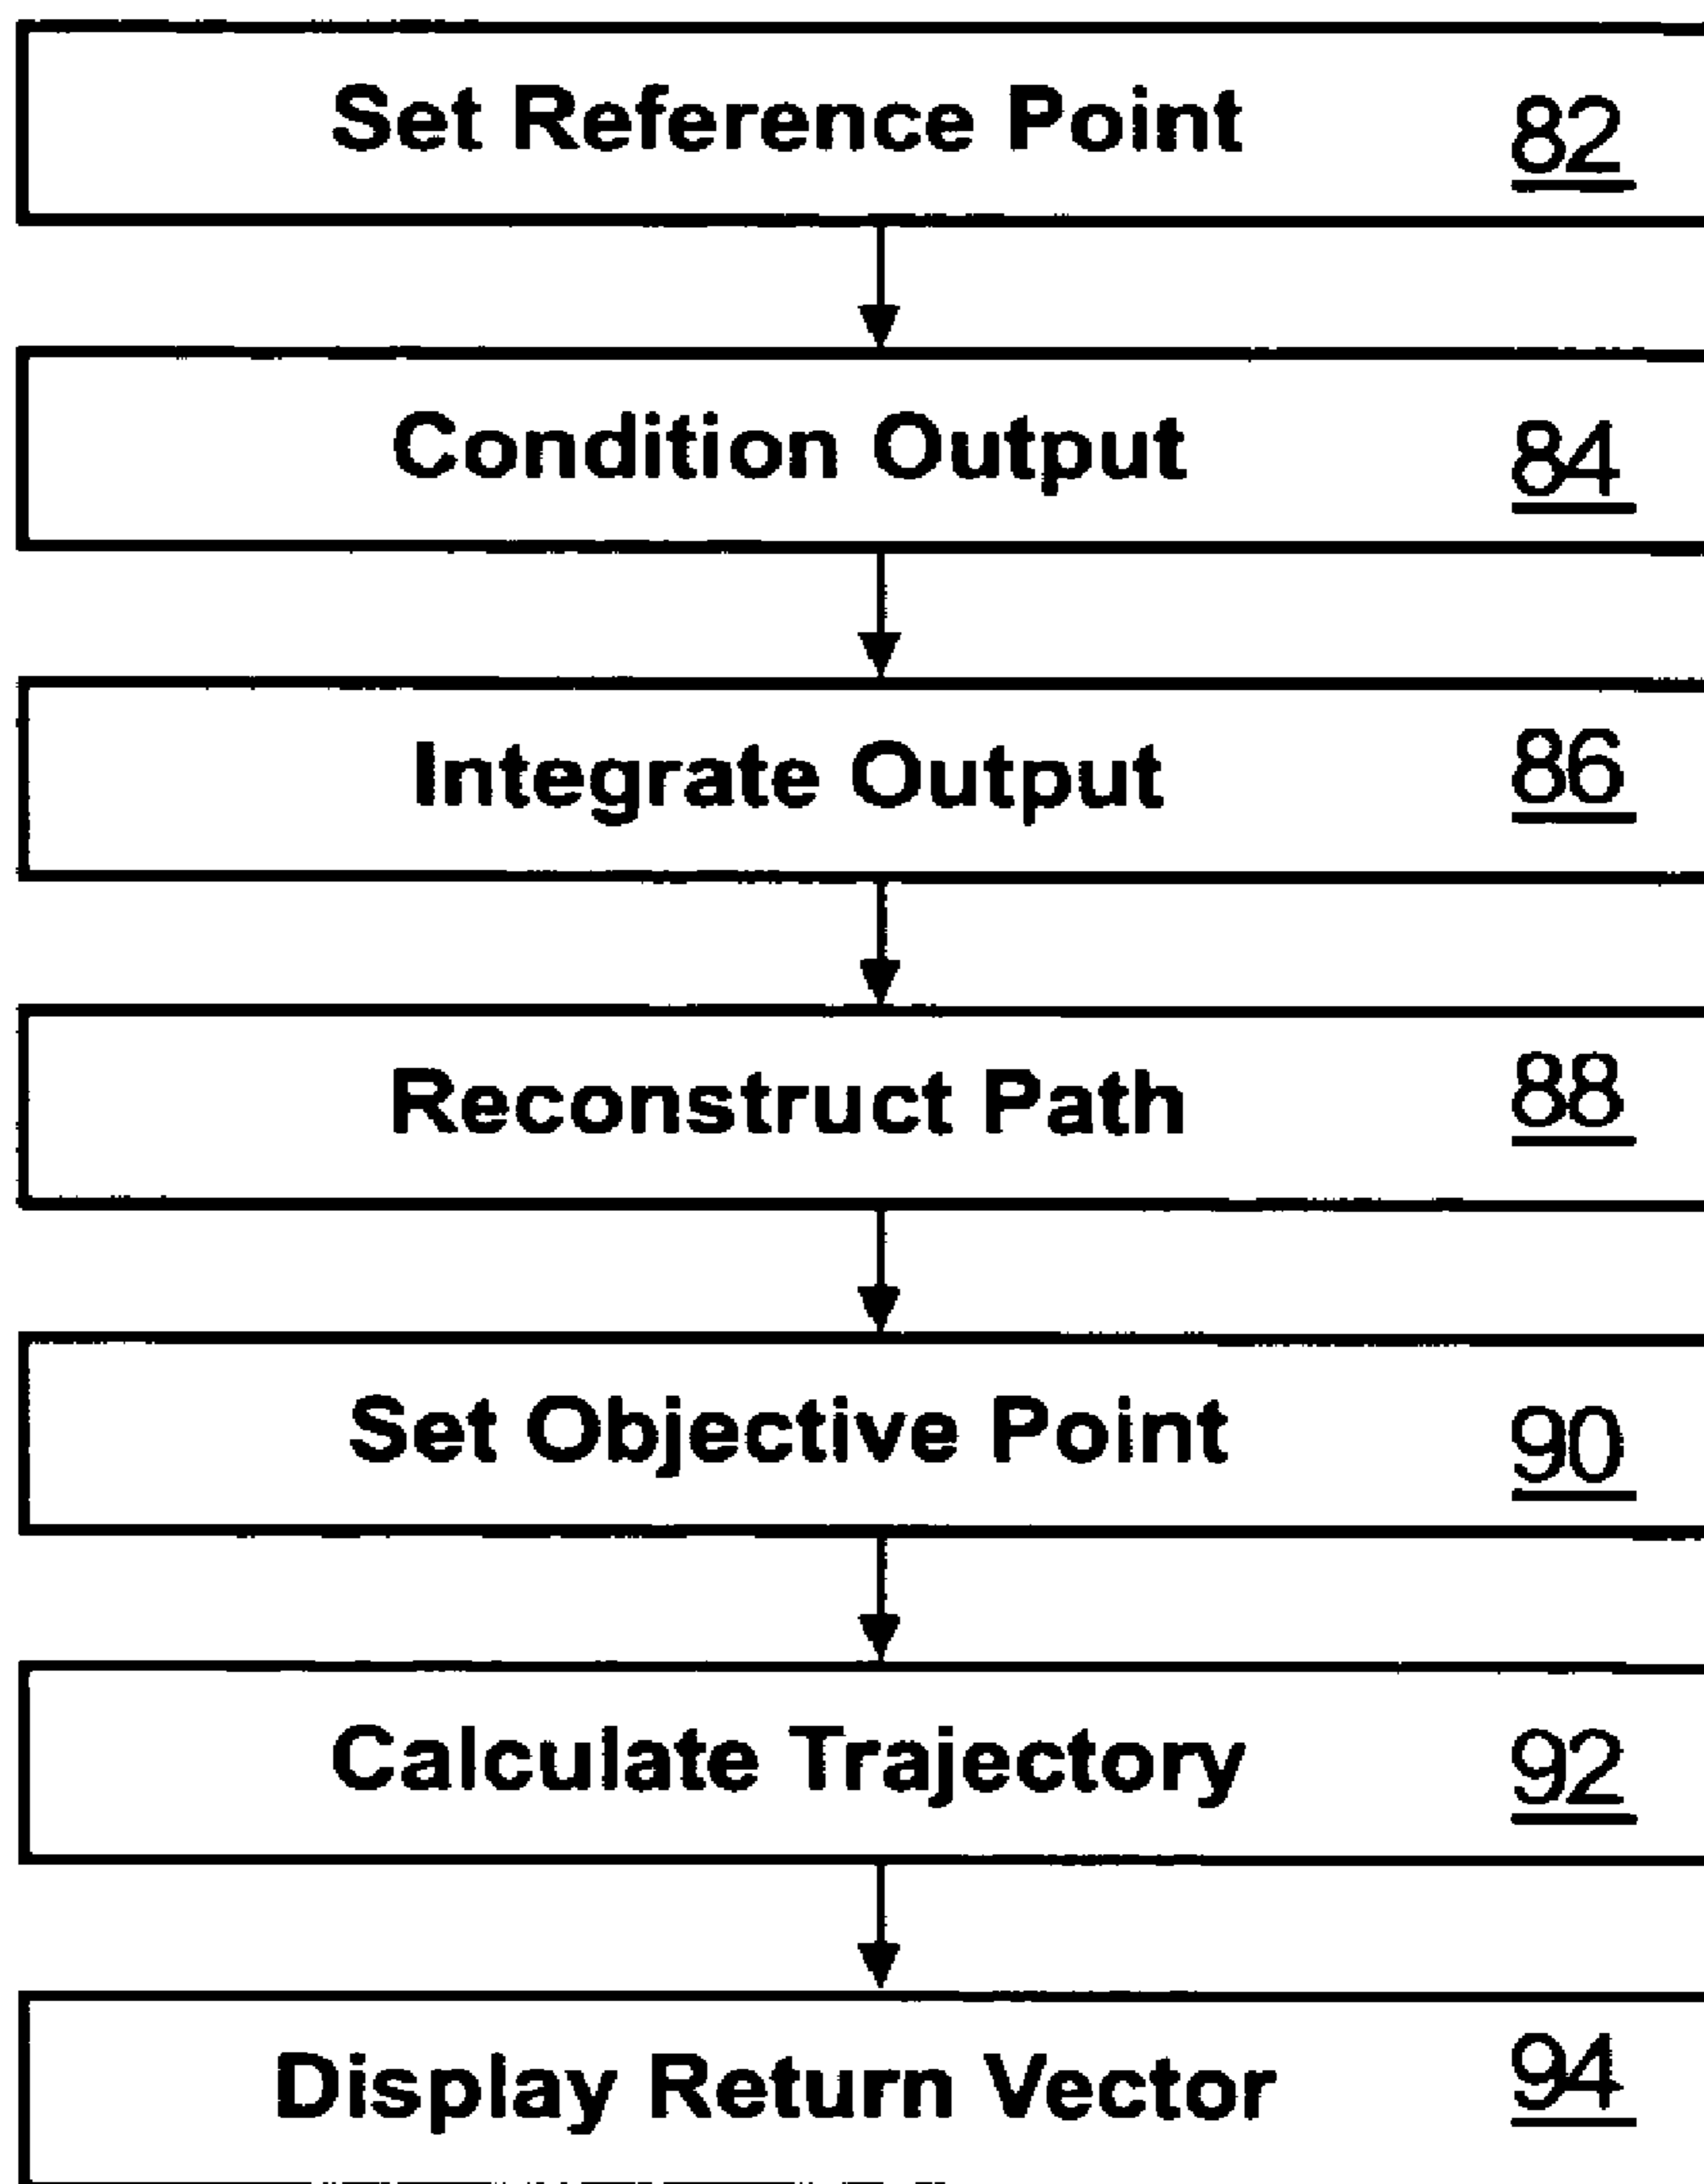 Set Reference Point 82
Condition Output 84
Integrate Output 86
Reconstruct Path 88
Set Objective Point 90
Calculate Trajectory 92
Display Return Vector 94